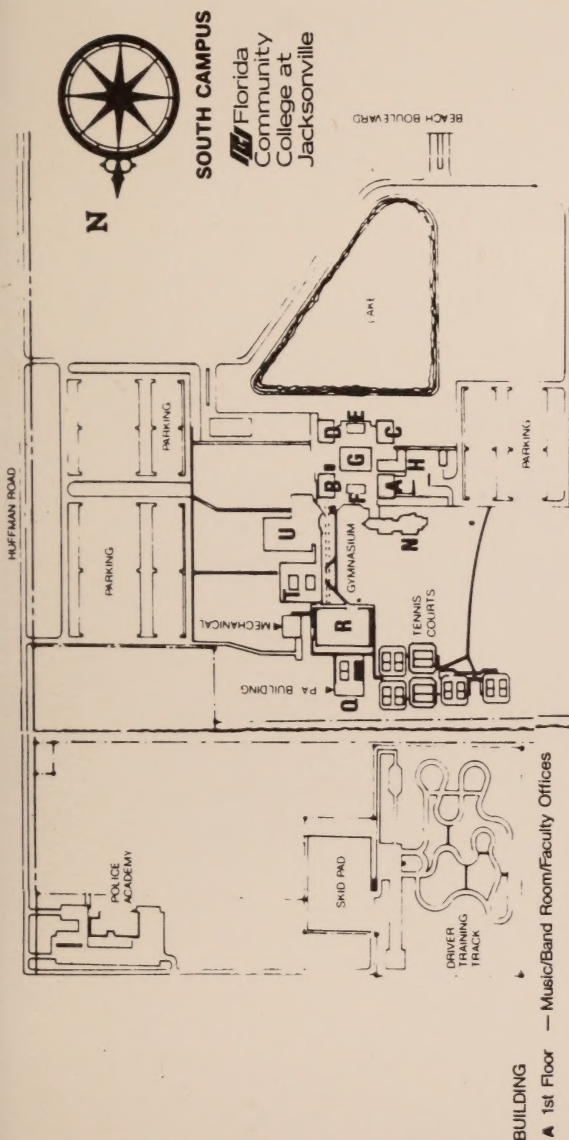 N
SOUTH CAMPUS
Florida
Community
College at
Jacksonville
HUFFMAN ROAD
BEACH BOULEVARD
PARKING
PARKING
LAKE
D
E
B
G
C
F
A
H
U
T
GYMNASIUM
N
PARKING
MECHANICAL
R
TENNIS
COURTS
PA BUILDING
Q
POLICE
ACADEMY
SKID PAD
DRIVER
TRAINING
TRACK
BUILDING
A 1st Floor — Music/Band Room/Faculty Offices